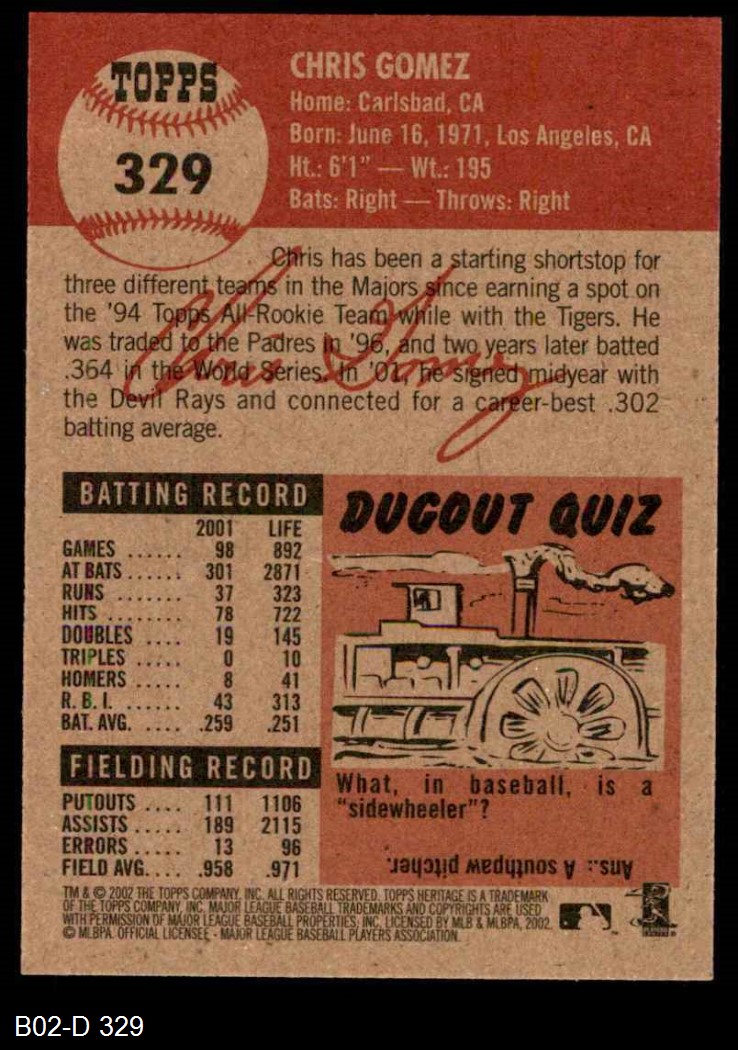 TOPPS
329
CHRIS GOMEZ
Home: Carlsbad, CA
Born: June 16, 1971, Los Angeles, CA
Ht.: 6'1" — Wt.: 195
Bats: Right — Throws: Right
Chris has been a starting shortstop for
three different teams in the Majors since earning a spot on
the '94 Topps All-Rookie Team while with the Tigers. He
was traded to the Padres in '96, and two years later batted
.364 in the World Series. In '01, he signed midyear with
the Devil Rays and connected for a career-best .302
batting average.
Chris Gomez
BATTING RECORD
2001 LIFE
GAMES ...... 98 892
AT BATS...... 301 2871
RUNS ....... 37 323
HITS ........ 78 722
DOUBLES .... 19 145
TRIPLES ..... 0 10
HOMERS ..... 8 41
R. B. I. ...... 43 313
BAT. AVG. .... .259 .251
FIELDING RECORD
PUTOUTS .... 111 1106
ASSISTS ..... 189 2115
ERRORS ..... 13 96
FIELD AVG. ... .958 .971
DUGOUT QUIZ
What, in baseball, is a
"sidewheeler"?
Ans.: A southpaw pitcher.
TM & © 2002 THE TOPPS COMPANY, INC. ALL RIGHTS RESERVED. TOPPS HERITAGE IS A TRADEMARK
OF THE TOPPS COMPANY, INC. MAJOR LEAGUE BASEBALL TRADEMARKS AND COPYRIGHTS ARE USED
WITH PERMISSION OF MAJOR LEAGUE BASEBALL PROPERTIES, INC. LICENSED BY MLB & MLBPA, 2002.
© MLBPA. OFFICIAL LICENSEE - MAJOR LEAGUE BASEBALL PLAYERS ASSOCIATION.
B02-D 329